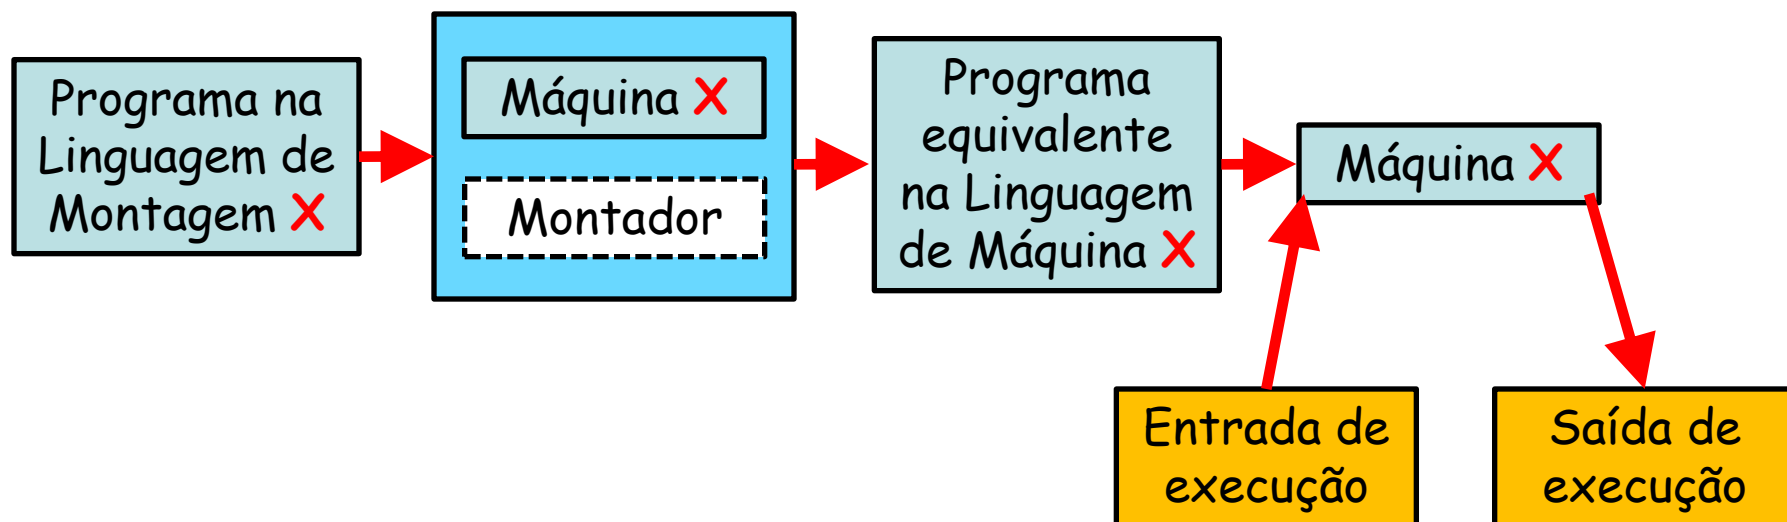 Programa na
Linguagem de
Montagem X
Máquina X
Montador
Programa
equivalente
na Linguagem
de Máquina X
Máquina X
Entrada de
execução
Saída de
execução